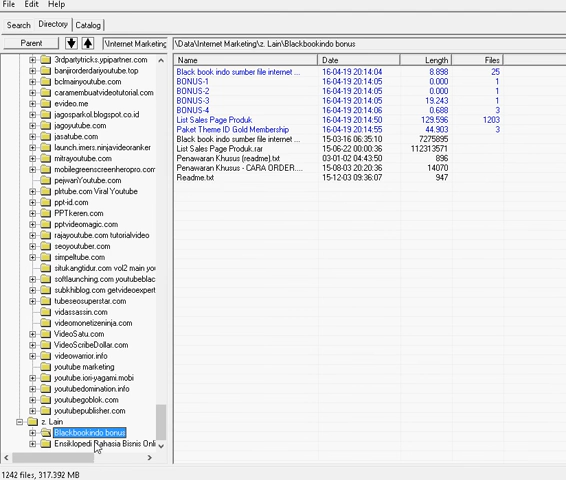 File Edit Help
Search Directory Catalog
Parent \Internet Marketing \Data\Internet Marketing\z. Lain\Blackbookindo bonus
3rdpartytricks.ypipartner.com
banjirorderdariyoutube.top
bclmainyoutube.com
caramembuatvideotutorial.com
evideo.me
jagosparkol.blogspot.co.id
jagoyoutube.com
jasatube.com
launch.imers.ninjavideoranker
mitrayoutube.com
mobilegreenscreenheropro.com
pejwanYoutube.com
plrtube.com Viral Youtube
ppt-id.com
PPTkeren.com
pptvideomagic.com
rajayoutube.com tutorialvideo
seoyoutuber.com
simpeltube.com
situkangtidur.com vol2 main yo
softlaunching.com youtubeblac
subkhiblog.com getvideoexpert
tubeseosuperstar.com
vidassassin.com
videomonetizeninja.com
VideoSatu.com
VideoScribeDollar.com
videowarrior.info
youtube marketing
youtube.iori-yagami.mobi
youtubedomination.info
youtubegoblok.com
youtubepublisher.com
z. Lain
Blackbookindo bonus
Ensiklopedi Rahasia Bisnis Onli
Name Date Length Files
Black book indo sumber file internet ... 16-04-19 20:14:04 8.898 25
BONUS-1 16-04-19 20:14:05 0.000 1
BONUS-2 16-04-19 20:14:05 0.000 1
BONUS-3 16-04-19 20:14:05 19.243 1
BONUS-4 16-04-19 20:14:06 0.688 3
List Sales Page Produk 16-04-19 20:14:50 129.596 1203
Paket Theme ID Gold Membership 16-04-19 20:14:55 44.903 3
Black book indo sumber file internet ... 15-03-16 06:35:10 7275895
List Sales Page Produk.rar 15-06-22 00:00:36 112313571
Penawaran Khusus (readme).txt 03-01-02 04:43:50 896
Penawaran Khusus - CARA ORDER.... 15-08-03 20:20:36 14070
Readme.txt 15-12-03 09:36:07 947
1242 files, 317.392 MB